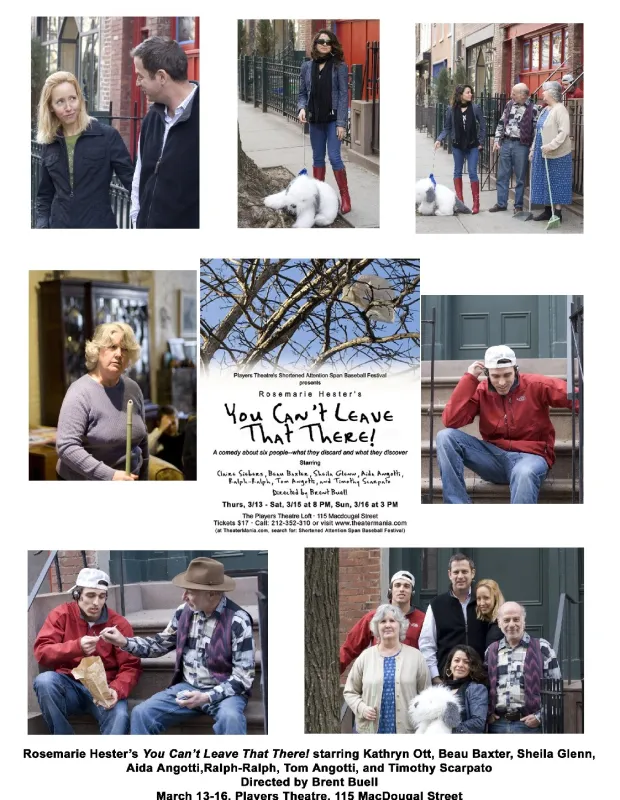 Players Theatre's Shortened Attention Span Baseball Festival
presents
Rosemarie Hester's
YOU CAN'T LEAVE
THAT THERE!
A comedy about six people--what they discard and what they discover
Starring
Claire Siebers, Beau Baxter, Sheila Glenn, Aida Angotti,
Ralph-Ralph, Tom Angotti, and Timothy Scarpato
Directed by Brent Buell
Thurs, 3/13 - Sat, 3/15 at 8 PM, Sun, 3/16 at 3 PM
The Players Theatre Loft · 115 Macdougal Street
Tickets $17 · Call: 212-352-310 or visit www.theatermania.com
(at TheaterMania.com, search for: Shortened Attention Span Baseball Festival)
Rosemarie Hester's You Can't Leave That There! starring Kathryn Ott, Beau Baxter, Sheila Glenn,
Aida Angotti,Ralph-Ralph, Tom Angotti, and Timothy Scarpato
Directed by Brent Buell
March 13-16, Players Theatre, 115 MacDougal Street